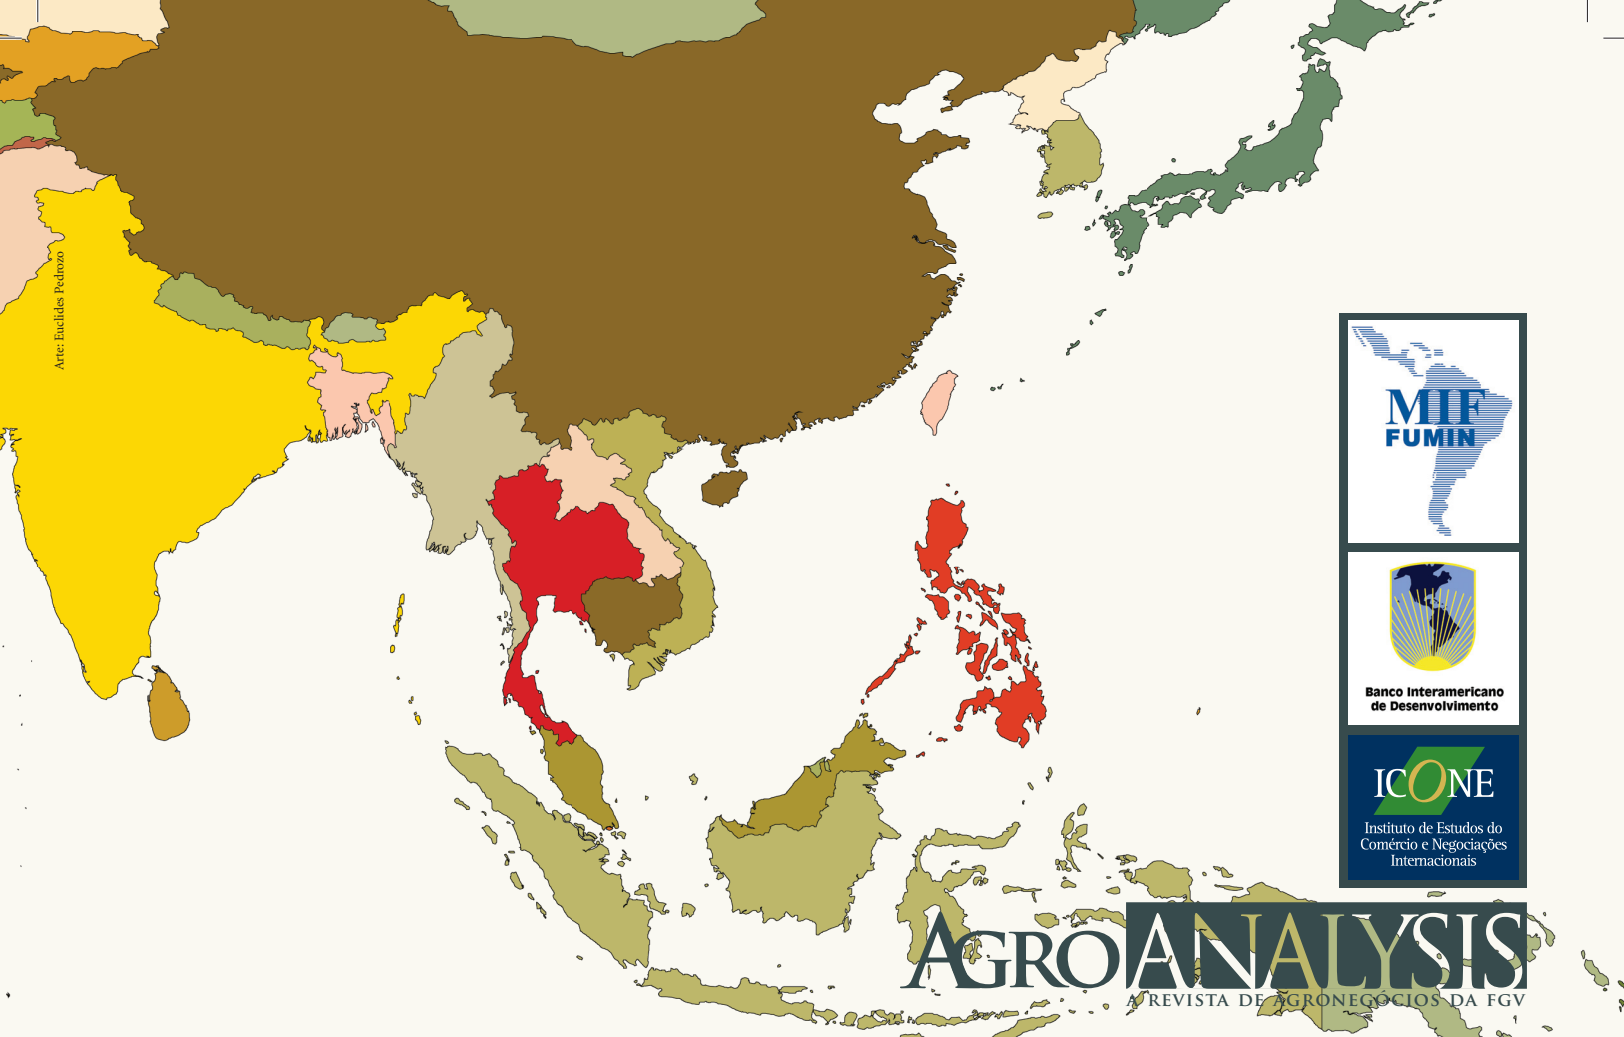 Arte: Euclides Pedrozo
MIF
FUMIN
Banco Interamericano
de Desenvolvimento
ICONE
Instituto de Estudos do
Comércio e Negociações
Internacionais
AGROANALYSIS
A REVISTA DE AGRONEGÓCIOS DA FGV